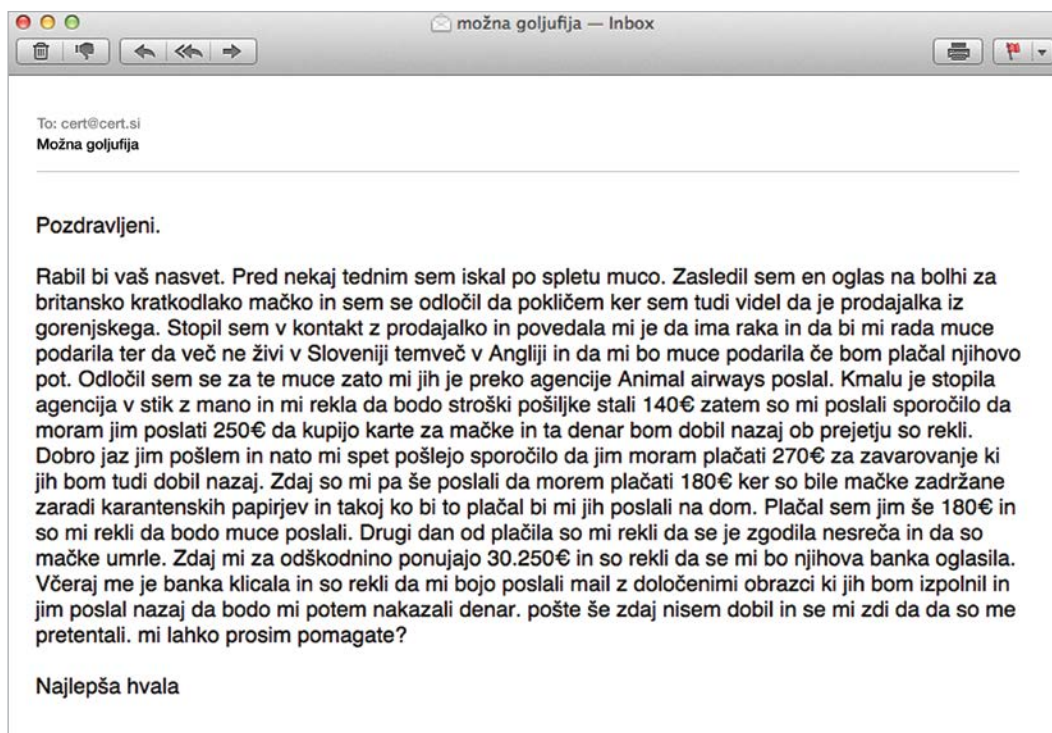 možna goljufija — Inbox
To: cert@cert.si
Možna goljufija
Pozdravljeni.
Rabil bi vaš nasvet. Pred nekaj tednim sem iskal po spletu muco. Zasledil sem en oglas na bolhi za
britansko kratkodlako mačko in sem se odločil da pokličem ker sem tudi videl da je prodajalka iz
gorenjskega. Stopil sem v kontakt z prodajalko in povedala mi je da ima raka in da bi mi rada muce
podarila ter da več ne živi v Sloveniji temveč v Angliji in da mi bo muce podarila če bom plačal njihovo
pot. Odločil sem se za te muce zato mi jih je preko agencije Animal airways poslal. Kmalu je stopila
agencija v stik z mano in mi rekla da bodo stroški pošiljke stali 140€ zatem so mi poslali sporočilo da
moram jim poslati 250€ da kupijo karte za mačke in ta denar bom dobil nazaj ob prejetju so rekli.
Dobro jaz jim pošlem in nato mi spet pošlejo sporočilo da jim moram plačati 270€ za zavarovanje ki
jih bom tudi dobil nazaj. Zdaj so mi pa še poslali da morem plačati 180€ ker so bile mačke zadržane
zaradi karantenskih papirjev in takoj ko bi to plačal bi mi jih poslali na dom. Plačal sem jim še 180€ in
so mi rekli da bodo muce poslali. Drugi dan od plačila so mi rekli da se je zgodila nesreča in da so
mačke umrle. Zdaj mi za odškodnino ponujajo 30.250€ in so rekli da se mi bo njihova banka oglasila.
Včeraj me je banka klicala in so rekli da mi bojo poslali mail z določenimi obrazci ki jih bom izpolnil in
jim poslal nazaj da bodo mi potem nakazali denar. pošte še zdaj nisem dobil in se mi zdi da da so me
pretentali. mi lahko prosim pomagate?
Najlepša hvala